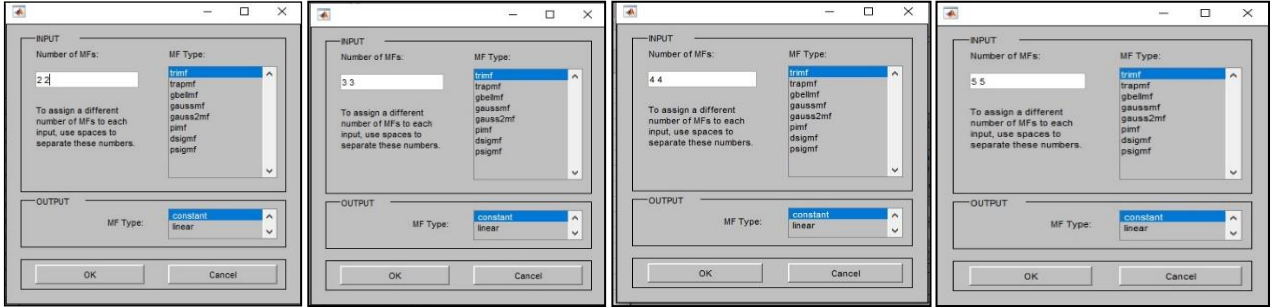 INPUT
Number of MFs:
MF Type:
2 2
trimf
trapmf
gbellmf
gaussmf
gauss2mf
pimf
dsigmf
psigmf
To assign a different
number of MFs to each
input, use spaces to
separate these numbers.
OUTPUT
MF Type:
constant
linear
OK
Cancel
INPUT
Number of MFs:
MF Type:
3 3
trimf
trapmf
gbellmf
gaussmf
gauss2mf
pimf
dsigmf
psigmf
To assign a different
number of MFs to each
input, use spaces to
separate these numbers.
OUTPUT
MF Type:
constant
linear
OK
Cancel
INPUT
Number of MFs:
MF Type:
4 4
trimf
trapmf
gbellmf
gaussmf
gauss2mf
pimf
dsigmf
psigmf
To assign a different
number of MFs to each
input, use spaces to
separate these numbers.
OUTPUT
MF Type:
constant
linear
OK
Cancel
INPUT
Number of MFs:
MF Type:
5 5
trimf
trapmf
gbellmf
gaussmf
gauss2mf
pimf
dsigmf
psigmf
To assign a different
number of MFs to each
input, use spaces to
separate these numbers.
OUTPUT
MF Type:
constant
linear
OK
Cancel